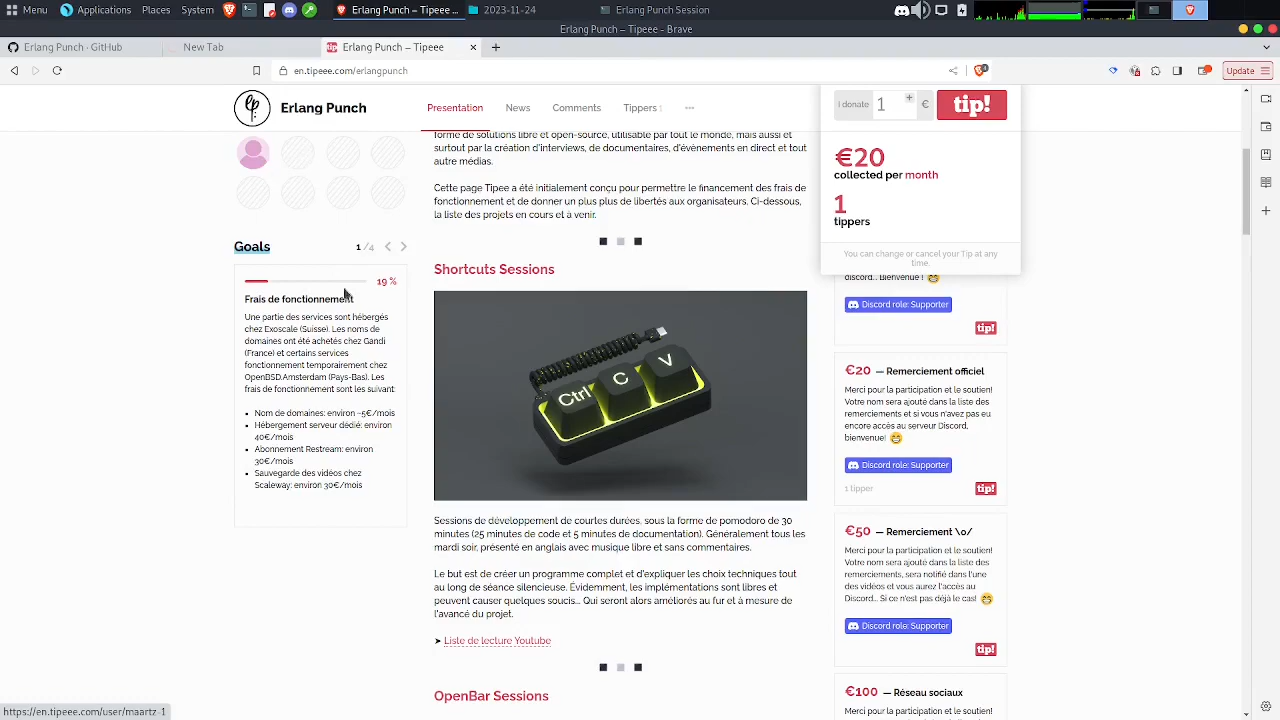 Menu Applications Places System Erlang Punch – Tipeee ... 2023-11-24 Erlang Punch Session
Erlang Punch – Tipeee - Brave
Erlang Punch · GitHub New Tab Erlang Punch – Tipeee
en.tipeee.com/erlangpunch Update
Erlang Punch Presentation News Comments Tippers 1
I donate 1 € tip!
forme de solutions libre et open-source, utilisable par tout le monde, mais aussi et
surtout par la création d'interviews, de documentaires, d'évènements en direct et tout
autre médias.
Cette page Tipee a été initialement conçu pour permettre le financement des frais de
fonctionnement et de donner un plus plus de libertés aux organisateurs. Ci-dessous,
la liste des projets en cours et à venir.
€20
collected per month
1
tippers
You can change or cancel your Tip at any
time.
Goals 1 /4
19 %
Frais de fonctionnement
Une partie des services sont hébergés
chez Exoscale (Suisse). Les noms de
domaines ont été achetés chez Gandi
(France) et certains services
fonctionnement temporairement chez
OpenBSD.Amsterdam (Pays-Bas). Les
frais de fonctionnement sont les suivant:
Nom de domaines: environ ~5€/mois
Hébergement serveur dédié: environ
40€/mois
Abonnement Restream: environ
30€/mois
Sauvegarde des vidéos chez
Scaleway: environ 30€/mois
Shortcuts Sessions
Ctrl C V
Sessions de développement de courtes durées, sous la forme de pomodoro de 30
minutes (25 minutes de code et 5 minutes de documentation). Généralement tous les
mardi soir, présenté en anglais avec musique libre et sans commentaires.
Le but est de créer un programme complet et d'expliquer les choix techniques tout
au long de séance silencieuse. Évidemment, les implémentations sont libres et
peuvent causer quelques soucis... Qui seront alors améliorés au fur et à mesure de
l'avancé du projet.
➤ Liste de lecture Youtube
OpenBar Sessions
discord... Bienvenue !
Discord role: Supporter
tip!
€20 — Remerciement officiel
Merci pour la participation et le soutien!
Votre nom sera ajouté dans la liste des
remerciements et si vous n'avez pas eu
encore accès au serveur Discord,
bienvenue!
Discord role: Supporter
1 tipper tip!
€50 — Remerciement \o/
Merci pour la participation et le soutien!
Votre nom sera ajouté dans la liste des
remerciements, sera notifié dans l'une
des vidéos et vous aurez l'accès au
Discord... Si ce n'est pas déjà le cas!
Discord role: Supporter
tip!
€100 — Réseau sociaux
Merci pour la participation et le soutien!
https://en.tipeee.com/user/maartz-1